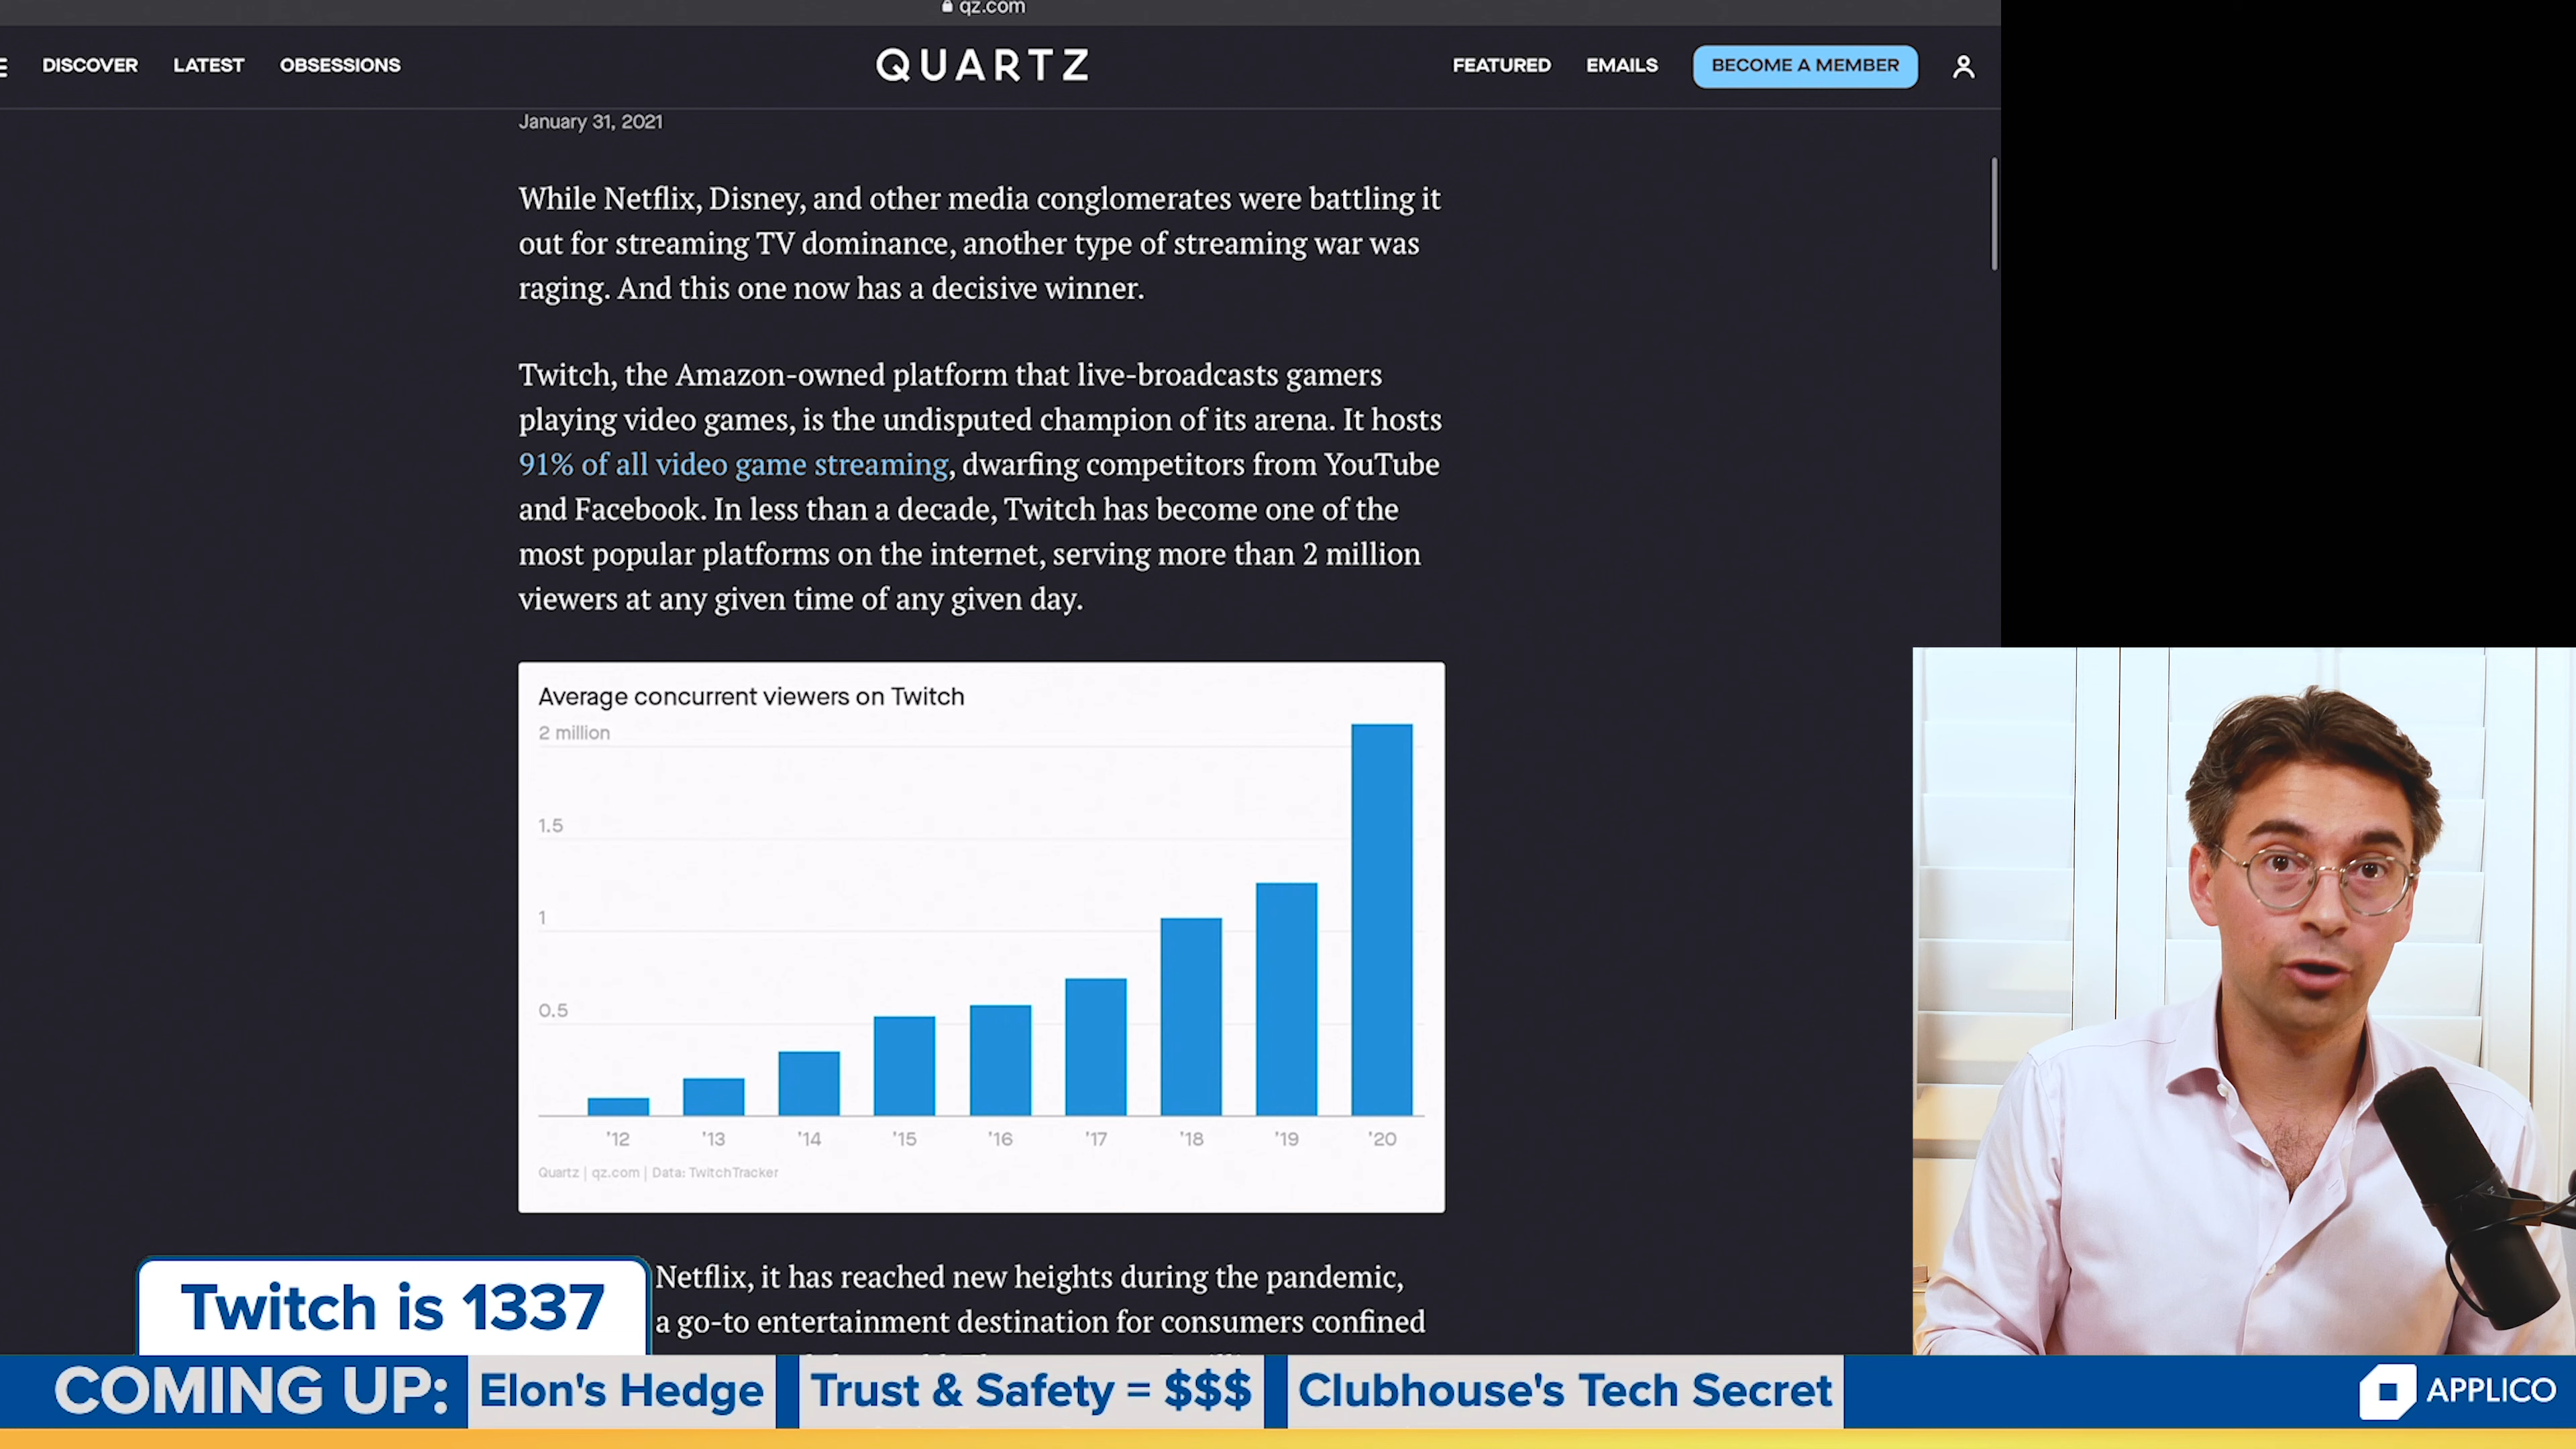 qz.com
DISCOVER LATEST OBSESSIONS QUARTZ FEATURED EMAILS BECOME A MEMBER
January 31, 2021
While Netflix, Disney, and other media conglomerates were battling it
out for streaming TV dominance, another type of streaming war was
raging. And this one now has a decisive winner.
Twitch, the Amazon-owned platform that live-broadcasts gamers
playing video games, is the undisputed champion of its arena. It hosts
91% of all video game streaming, dwarfing competitors from YouTube
and Facebook. In less than a decade, Twitch has become one of the
most popular platforms on the internet, serving more than 2 million
viewers at any given time of any given day.
Average concurrent viewers on Twitch
2 million
1.5
1
0.5
'12 '13 '14 '15 '16 '17 '18 '19 '20
Quartz | qz.com | Data: TwitchTracker
Netflix, it has reached new heights during the pandemic,
a go-to entertainment destination for consumers confined
Twitch is 1337
COMING UP: Elon's Hedge Trust & Safety = $$$ Clubhouse's Tech Secret APPLICO